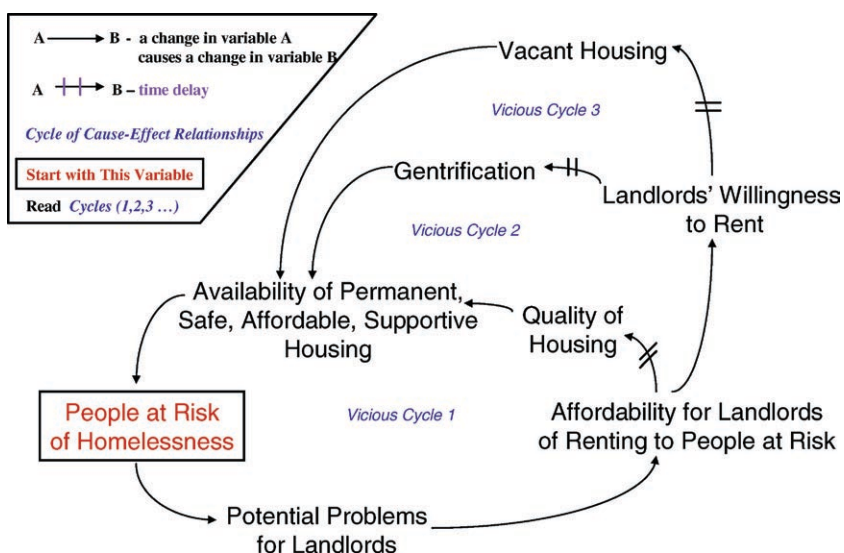 A → B - a change in variable A
causes a change in variable B
A → B – time delay
Cycle of Cause-Effect Relationships
Start with This Variable
Read Cycles (1,2,3 …)
Vacant Housing
Vicious Cycle 3
Gentrification
Landlords’ Willingness
to Rent
Vicious Cycle 2
Availability of Permanent,
Safe, Affordable, Supportive
Housing
Quality of
Housing
People at Risk
of Homelessness
Vicious Cycle 1
Affordability for Landlords
of Renting to People at Risk
Potential Problems
for Landlords